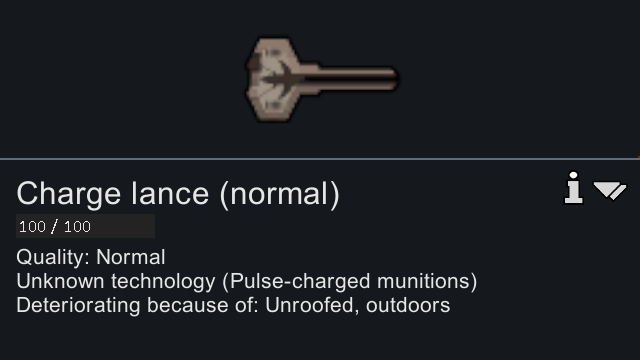 Charge lance (normal)
100 / 100
Quality: Normal
Unknown technology (Pulse-charged munitions)
Deteriorating because of: Unroofed, outdoors